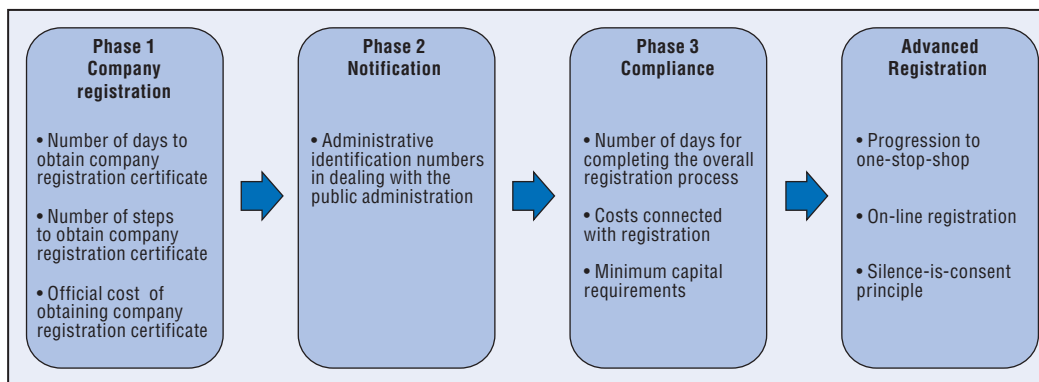 Phase 1
Company
registration
• Number of days to
obtain company
registration certificate
• Number of steps
to obtain company
registration certificate
• Official cost of
obtaining company
registration certificate
Phase 2
Notification
• Administrative
identification numbers
in dealing with the
public administration
Phase 3
Compliance
• Number of days for
completing the overall
registration process
• Costs connected
with registration
• Minimum capital
requirements
Advanced
Registration
• Progression to
one-stop-shop
• On-line registration
• Silence-is-consent
principle